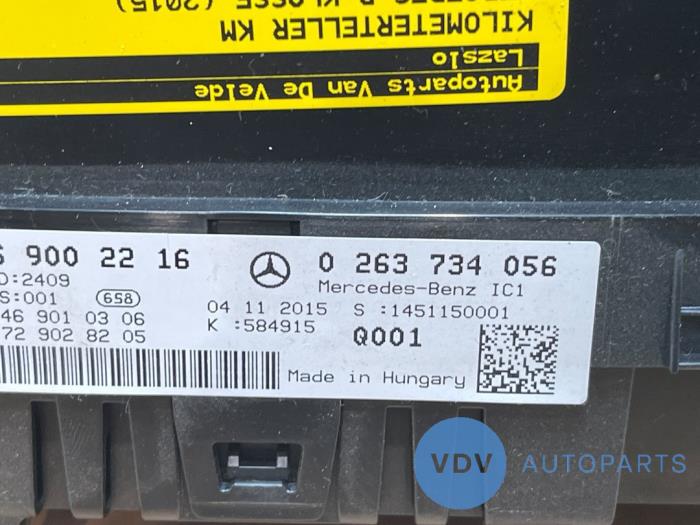 Autoparts Van De Velde
Lazslo
KILOMETERTELLER KM
(2015)
900 22 16
:2409
S:001 658
46 901 03 06
72 902 82 05
04 11 2015
K :584915
0 263 734 056
Mercedes-Benz IC1
S :1451150001
Q001
Made in Hungary
VDV AUTOPARTS